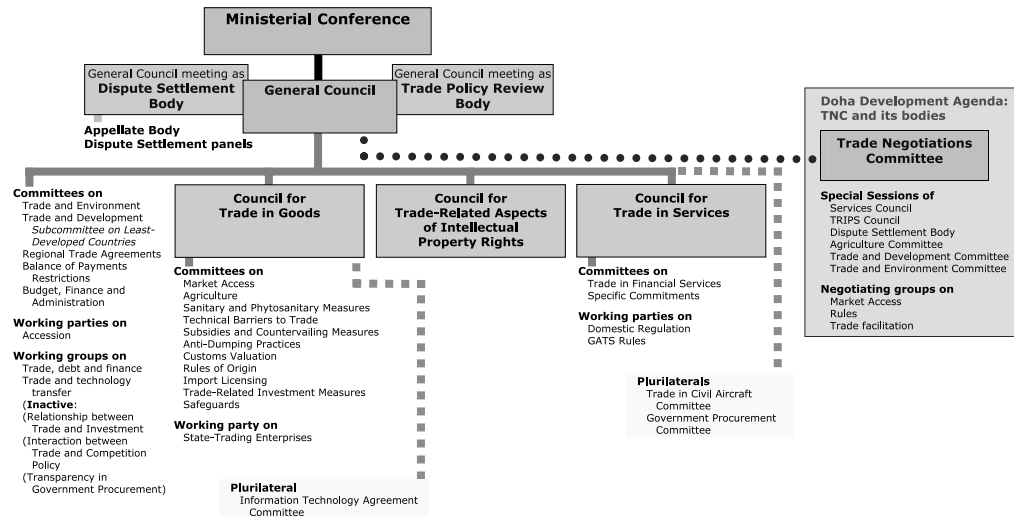 Ministerial Conference
General Council meeting as
Dispute Settlement
Body
General Council
General Council meeting as
Trade Policy Review
Body
Appellate Body
Dispute Settlement panels
Doha Development Agenda:
TNC and its bodies
Trade Negotiations
Committee
Special Sessions of
Services Council
TRIPS Council
Dispute Settlement Body
Agriculture Committee
Trade and Development Committee
Trade and Environment Committee
Negotiating groups on
Market Access
Rules
Trade facilitation
Committees on
Trade and Environment
Trade and Development
Subcommittee on Least-
Developed Countries
Regional Trade Agreements
Balance of Payments
Restrictions
Budget, Finance and
Administration
Working parties on
Accession
Working groups on
Trade, debt and finance
Trade and technology
transfer
(Inactive:
(Relationship between
Trade and Investment
(Interaction between
Trade and Competition
Policy
(Transparency in
Government Procurement)
Council for
Trade in Goods
Committees on
Market Access
Agriculture
Sanitary and Phytosanitary Measures
Technical Barriers to Trade
Subsidies and Countervailing Measures
Anti-Dumping Practices
Customs Valuation
Rules of Origin
Import Licensing
Trade-Related Investment Measures
Safeguards
Working party on
State-Trading Enterprises
Plurilateral
Information Technology Agreement
Committee
Council for
Trade-Related Aspects
of Intellectual
Property Rights
Council for
Trade in Services
Committees on
Trade in Financial Services
Specific Commitments
Working parties on
Domestic Regulation
GATS Rules
Plurilaterals
Trade in Civil Aircraft
Committee
Government Procurement
Committee